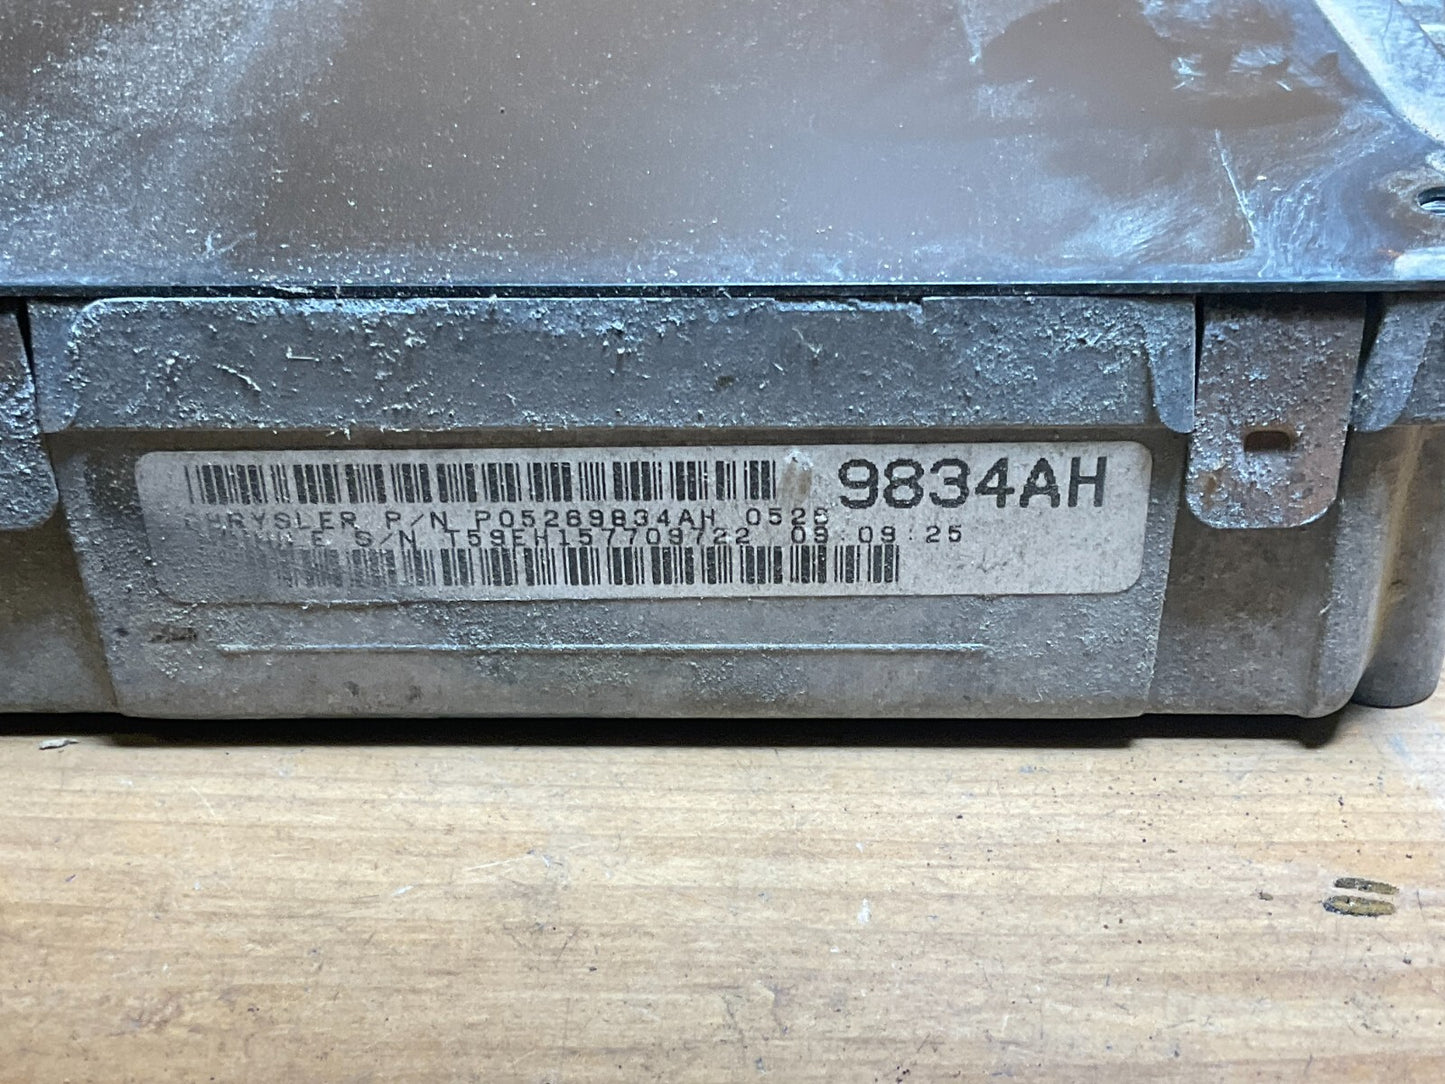 9834AH
CHRYSLER P/N P05269834AH 0526
S/N T59EH157709722 09:09:25